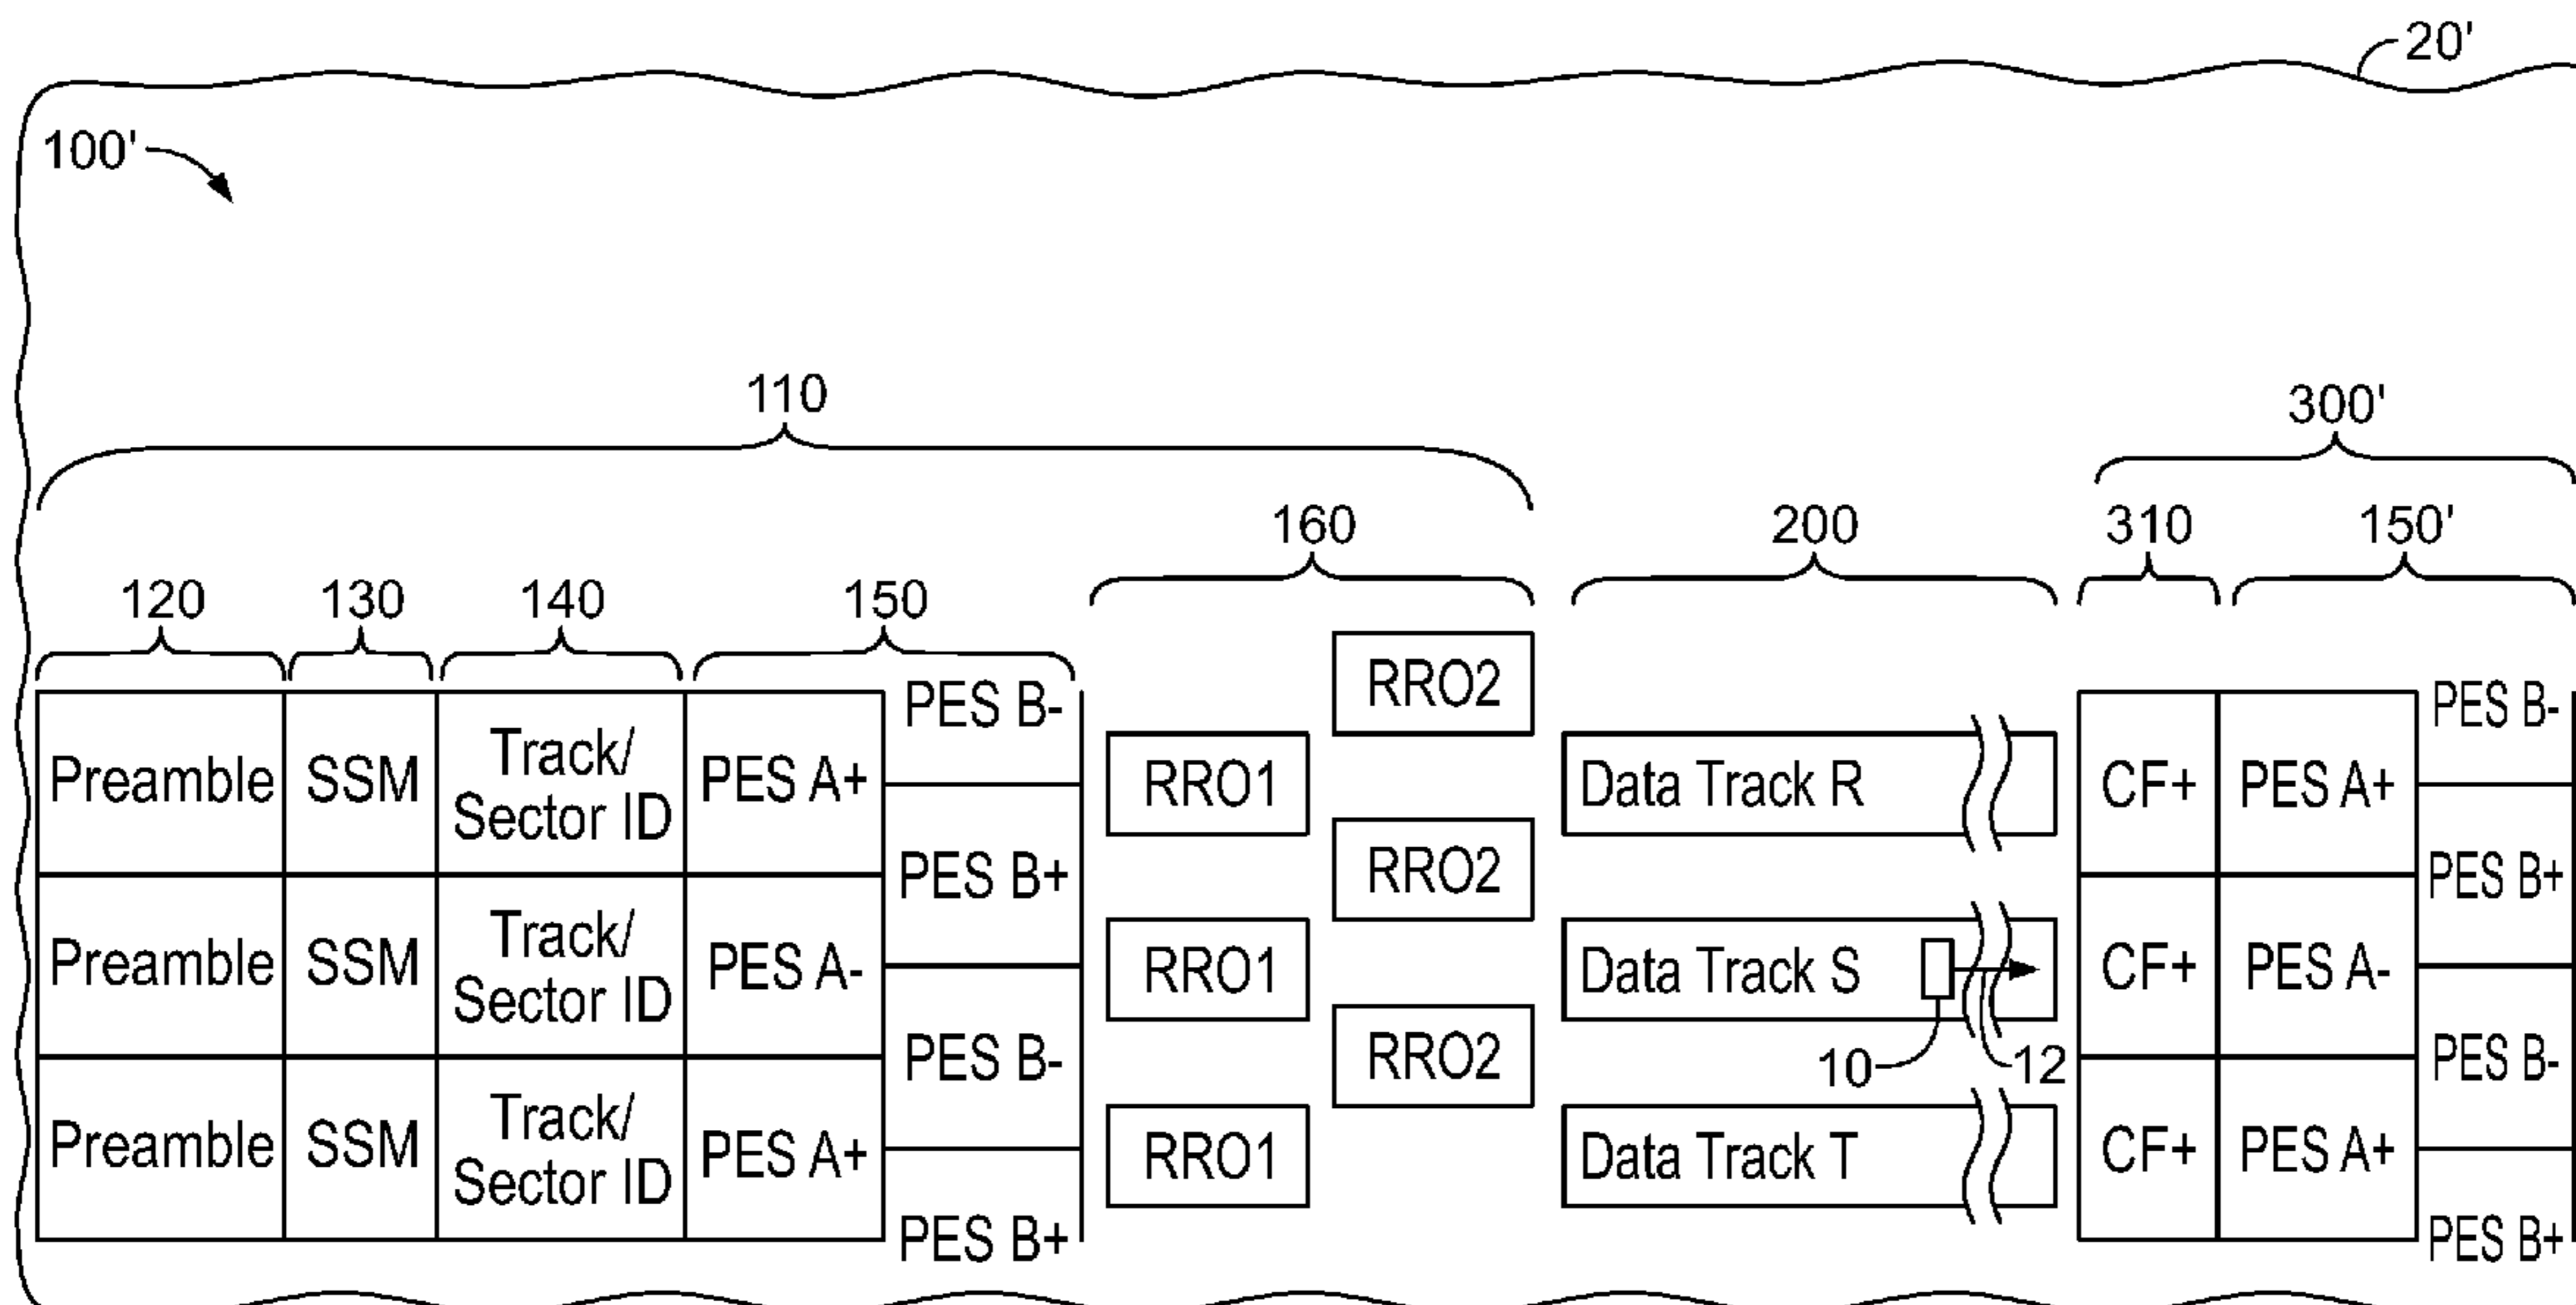 20'
100'
110
300'
160
200
310
150'
120
130
140
150
RRO2
PES B-
PES B-
Preamble
SSM
Track/
Sector ID
PES A+
RRO1
Data Track R
CF+
PES A+
PES B+
RRO2
PES B+
Preamble
SSM
Track/
Sector ID
PES A-
RRO1
Data Track S
CF+
PES A-
PES B-
RRO2
10
12
PES B-
Preamble
SSM
Track/
Sector ID
PES A+
RRO1
Data Track T
CF+
PES A+
PES B+
PES B+